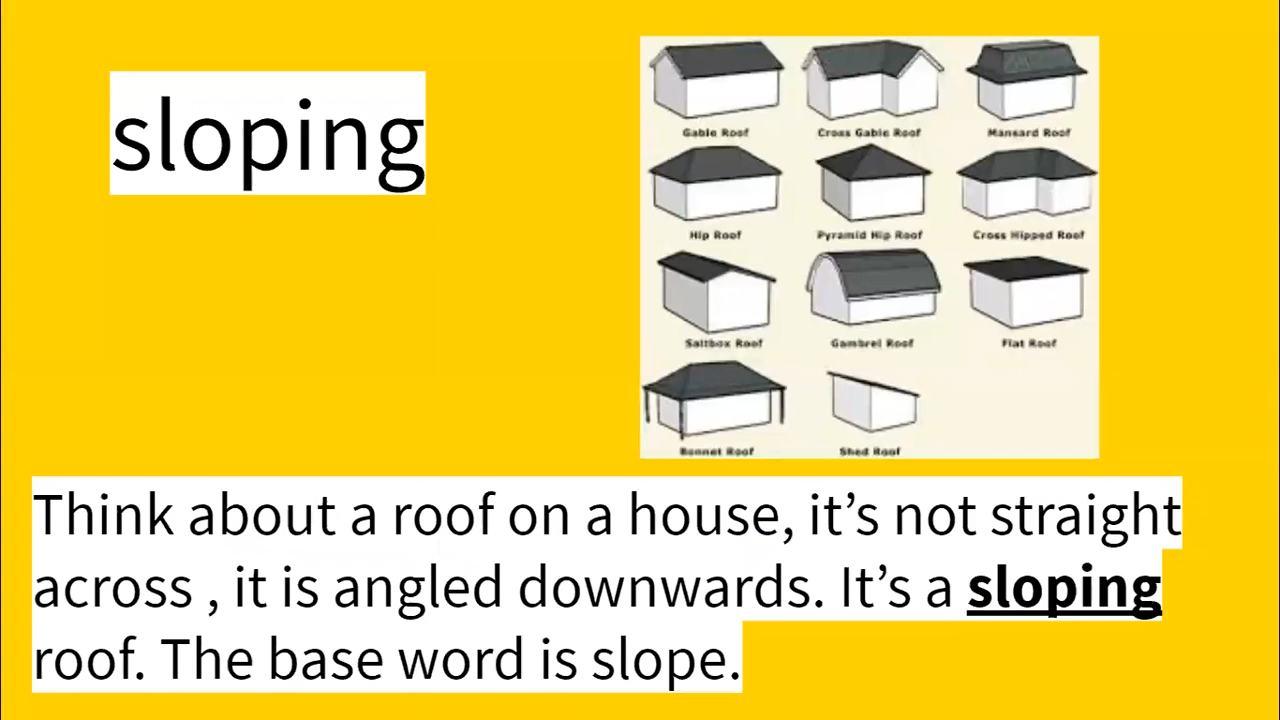 sloping
Gable Roof
Cross Gable Roof
Mansard Roof
Hip Roof
Pyramid Hip Roof
Cross Hipped Roof
Saltbox Roof
Gambrel Roof
Flat Roof
Bonnet Roof
Shed Roof
Think about a roof on a house, it’s not straight
across , it is angled downwards. It’s a sloping
roof. The base word is slope.